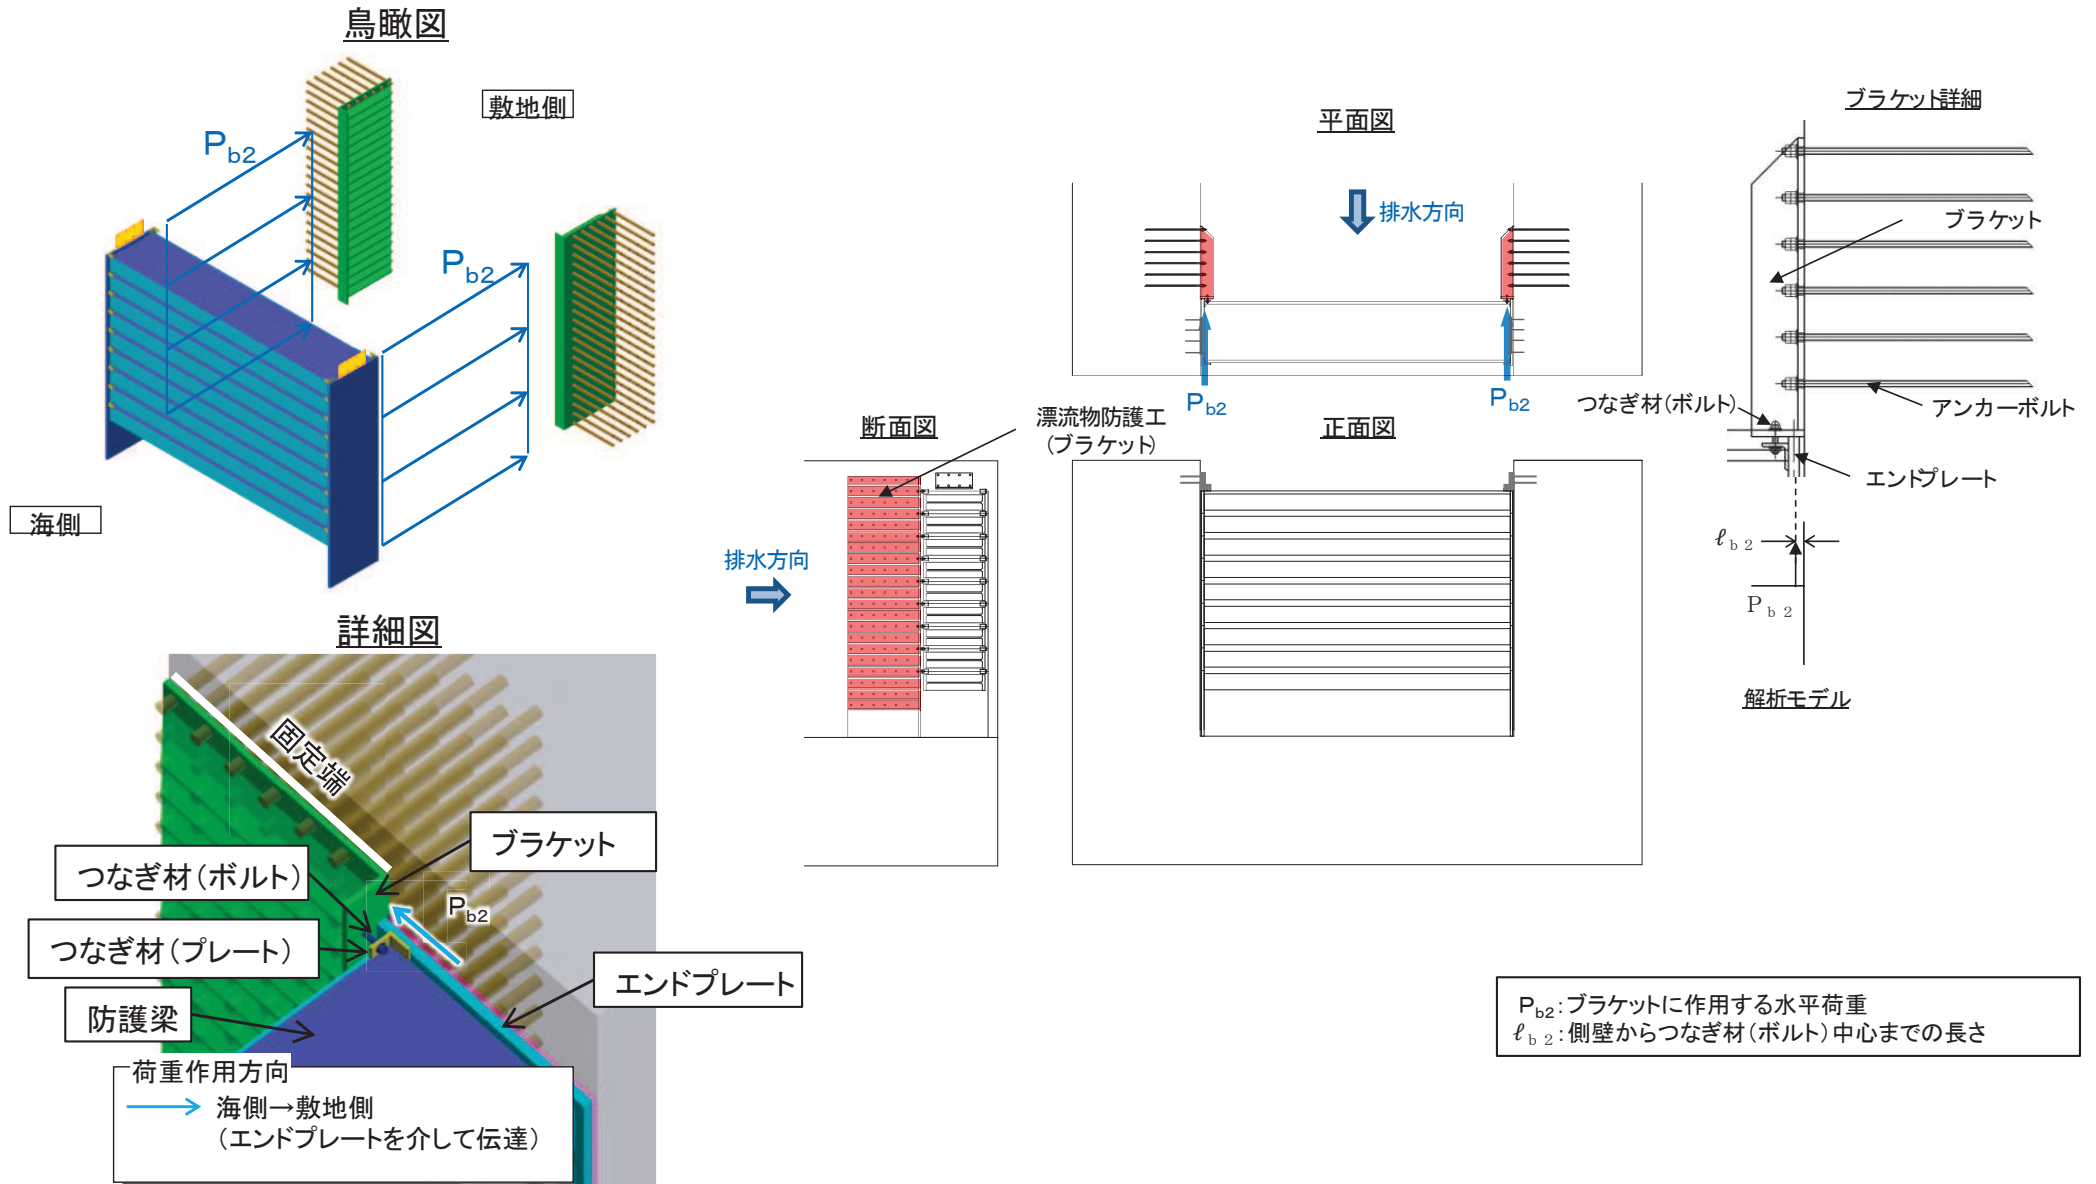 鳥瞰図
敷地側
Pb2
Pb2
海側
詳細図
固定端
ブラケット
つなぎ材(ボルト)
Pb2
つなぎ材(プレート)
エンドプレート
防護梁
荷重作用方向
海側→敷地側
(エンドプレートを介して伝達)
平面図
排水方向
Pb2
Pb2
断面図
漂流物防護工
(ブラケット)
排水方向
正面図
ブラケット詳細
ブラケット
つなぎ材(ボルト)
アンカーボルト
エンドプレート
ℓb2
Pb2
解析モデル
Pb2:ブラケットに作用する水平荷重
ℓb2:側壁からつなぎ材(ボルト)中心までの長さ